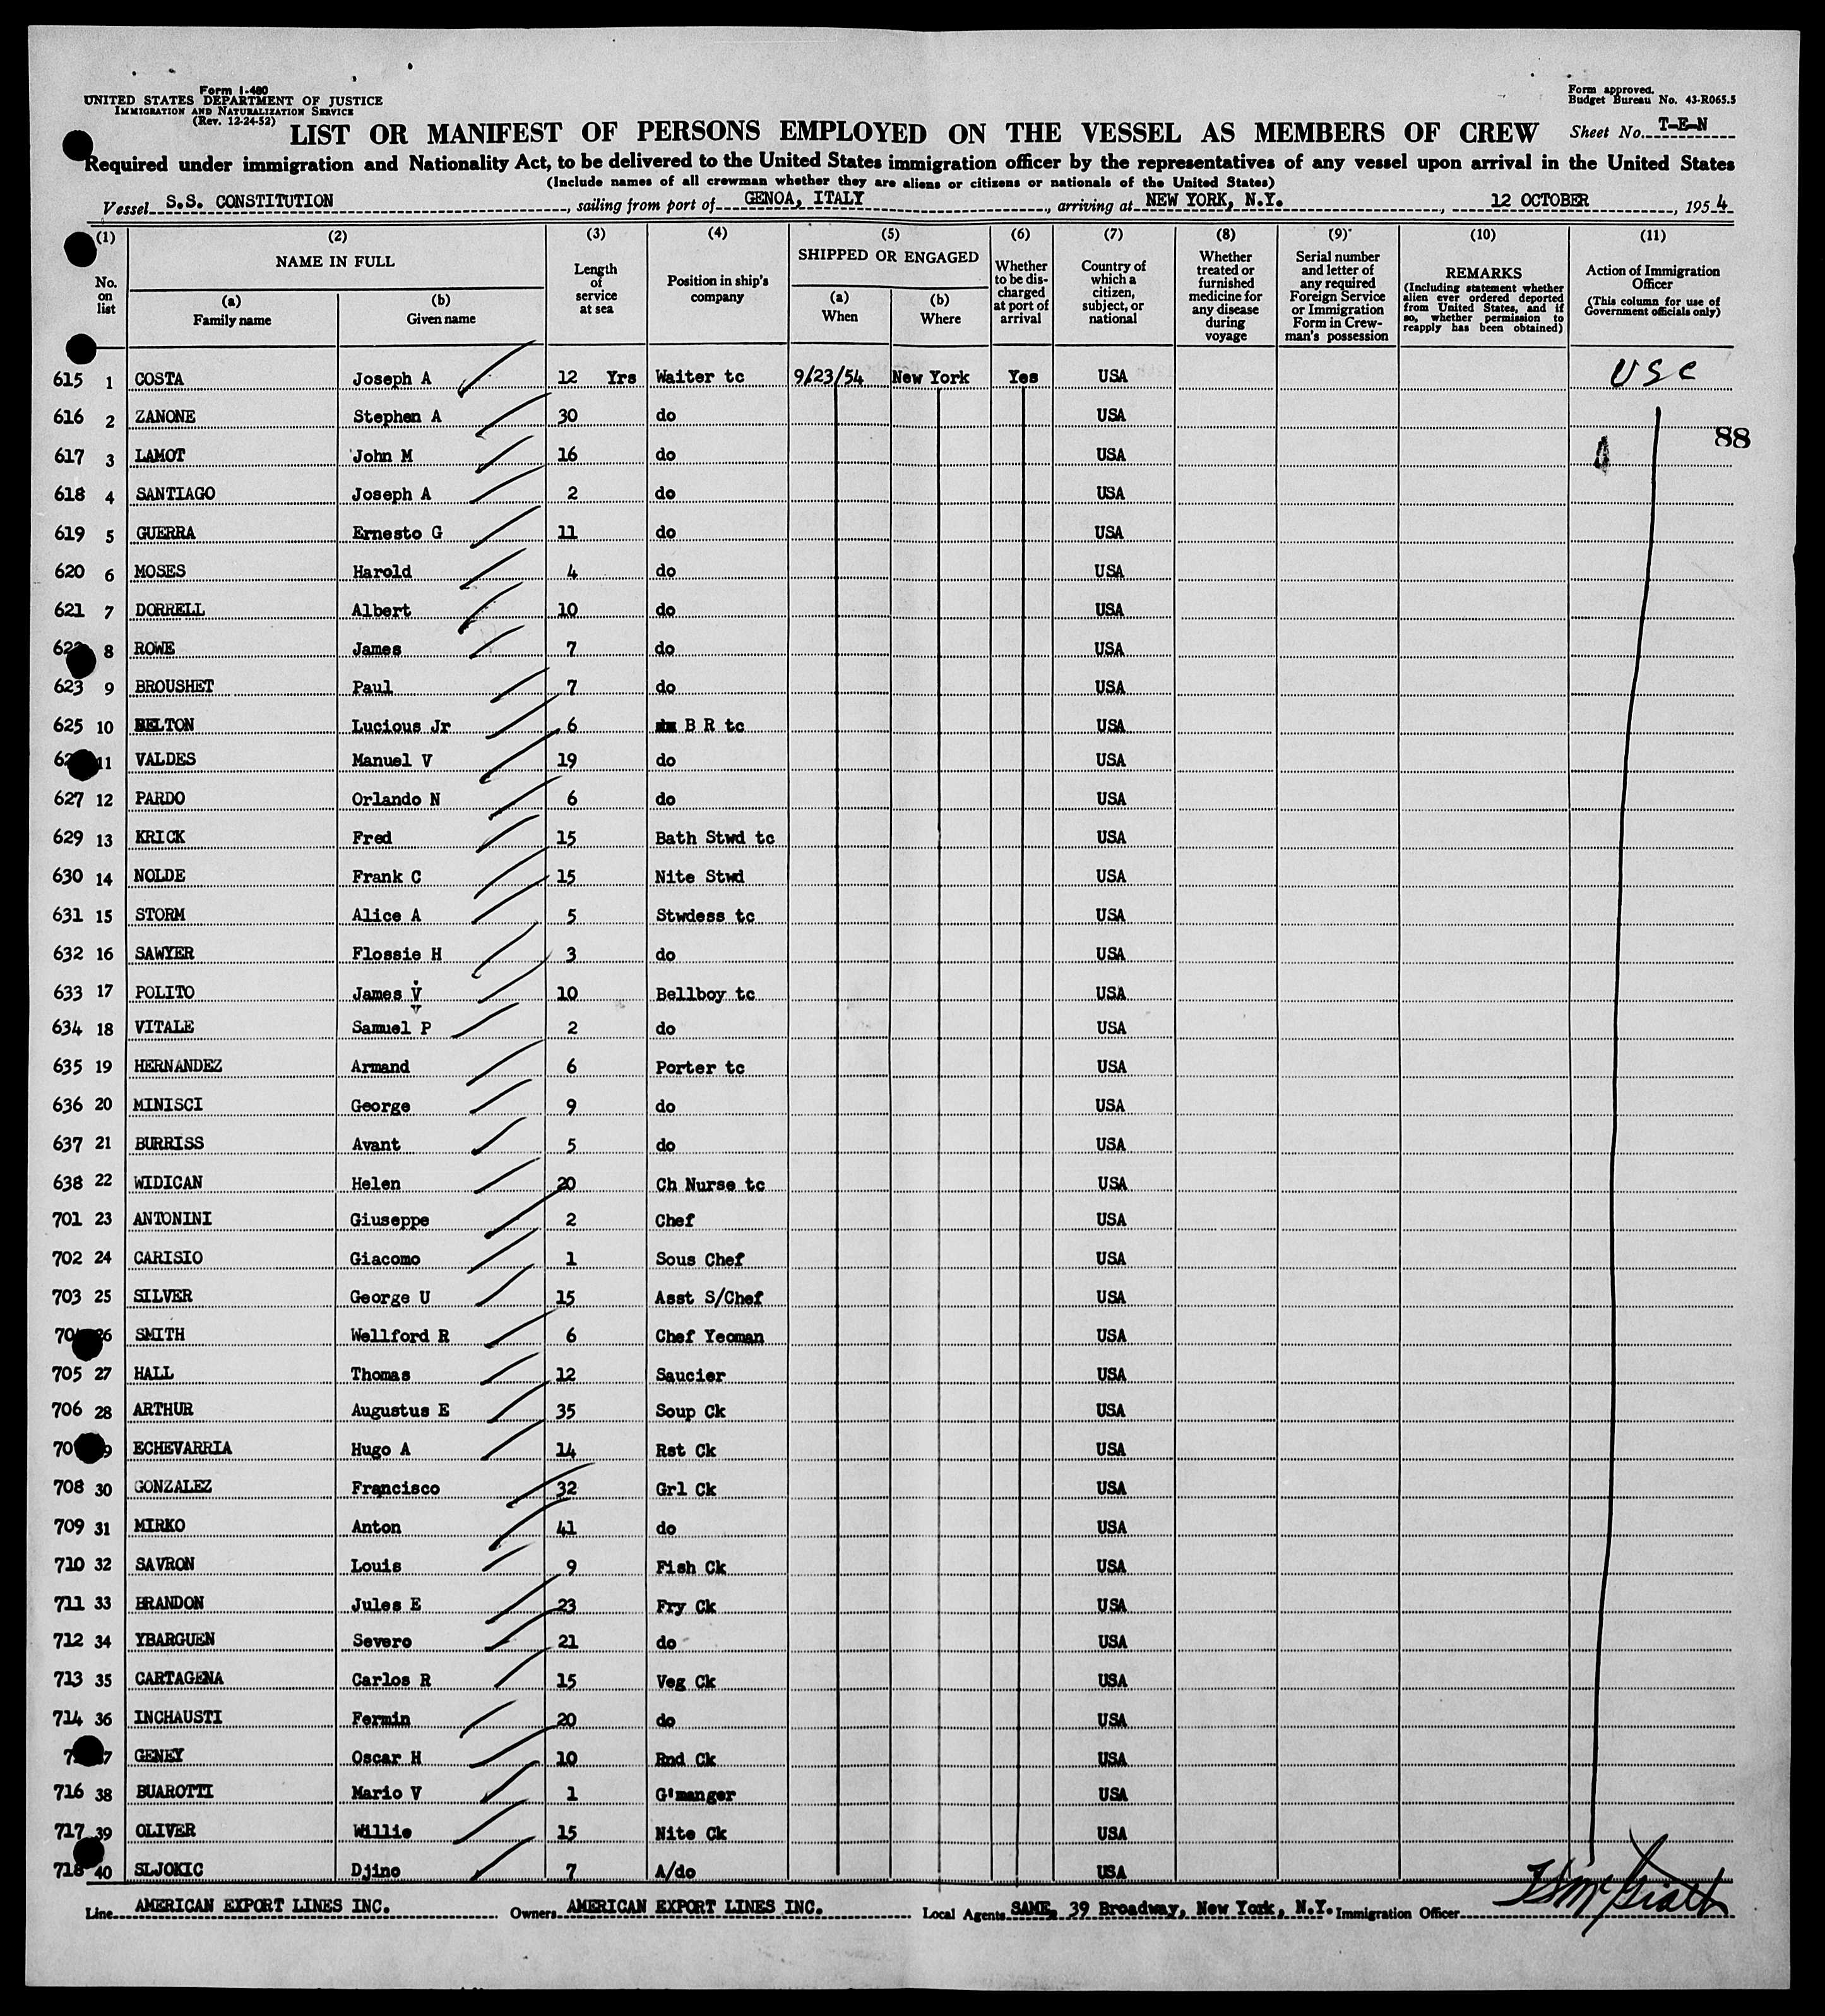 Form I-480
UNITED STATES DEPARTMENT OF JUSTICE
IMMIGRATION AND NATURALIZATION SERVICE
(Rev. 12-24-52)
Form approved.
Budget Bureau No. 43-R065.5
LIST OR MANIFEST OF PERSONS EMPLOYED ON THE VESSEL AS MEMBERS OF CREW
Sheet No. T-E-N
Required under immigration and Nationality Act, to be delivered to the United States immigration officer by the representatives of any vessel upon arrival in the United States
(Include names of all crewman whether they are aliens or citizens or nationals of the United States)
Vessel S.S. CONSTITUTION, sailing from port of GENOA, ITALY, arriving at NEW YORK, N.Y., 12 OCTOBER, 1954
(1) (2) (3) (4) (5) (6) (7) (8) (9) (10) (11)
No. on list
NAME IN FULL
(a) Family name
(b) Given name
Length of service at sea
Position in ship's company
SHIPPED OR ENGAGED
(a) When
(b) Where
Whether to be discharged at port of arrival
Country of which a citizen, subject, or national
Whether treated or furnished medicine for any disease during voyage
Serial number and letter of any required Foreign Service or Immigration Form in Crew-man's possession
REMARKS
(Including statement whether alien ever ordered deported from United States, and if so, whether permission to reapply has been obtained)
Action of Immigration Officer
(This column for use of Government officials only)
615 1 COSTA Joseph A 12 Yrs Waiter tc 9/23/54 New York Yes USA USC
616 2 ZANONE Stephen A 30 do USA
88
617 3 LAMOT John M 16 do USA
618 4 SANTIAGO Joseph A 2 do USA
619 5 GUERRA Ernesto G 11 do USA
620 6 MOSES Harold 4 do USA
621 7 DORRELL Albert 10 do USA
8 ROWE James 7 do USA
623 9 BROUSHET Paul 7 do USA
625 10 BELTON Lucious Jr 6 B R tc USA
11 VALDES Manuel V 19 do USA
627 12 PARDO Orlando N 6 do USA
629 13 KRICK Fred 15 Bath Stwd tc USA
630 14 NOLDE Frank C 15 Nite Stwd USA
631 15 STORM Alice A 5 Stwdess tc USA
632 16 SAWYER Flossie H 3 do USA
633 17 POLITO James V 10 Bellboy tc USA
634 18 VITALE Samuel P 2 do USA
635 19 HERNANDEZ Armand 6 Porter tc USA
636 20 MINISCI George 9 do USA
637 21 BURRISS Avant 5 do USA
638 22 WIDICAN Helen 20 Ch Nurse tc USA
701 23 ANTONINI Giuseppe 2 Chef USA
702 24 CARISIO Giacomo 1 Sous Chef USA
703 25 SILVER George U 15 Asst S/Chef USA
SMITH Wellford R 6 Chef Yeoman USA
705 27 HALL Thomas 12 Saucier USA
706 28 ARTHUR Augustus E 35 Soup Ck USA
ECHEVARRIA Hugo A 14 Rst Ck USA
708 30 GONZALEZ Francisco 32 Grl Ck USA
709 31 MIRKO Anton 41 do USA
710 32 SAVRON Louis 9 Fish Ck USA
711 33 BRANDON Jules E 23 Fry Ck USA
712 34 YBARGUEN Severo 21 do USA
713 35 CARTAGENA Carlos R 15 Veg Ck USA
714 36 INCHAUSTI Fermin 20 do USA
GENEY Oscar H 10 Rnd Ck USA
716 38 BUAROTTI Mario V 1 G'manger USA
717 39 OLIVER Willie 15 Nite Ck USA
718 40 SLJOKIC Djino 7 A/do USA
Line AMERICAN EXPORT LINES INC. Owners AMERICAN EXPORT LINES INC. Local Agents SAME, 39 Broadway, New York, N.Y. Immigration Officer